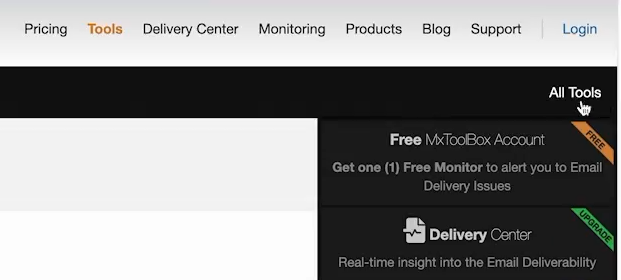 Pricing Tools Delivery Center Monitoring Products Blog Support Login
All Tools
Free MxToolBox Account
FREE
Get one (1) Free Monitor to alert you to Email
Delivery Issues
Delivery Center
UPGRADE
Real-time insight into the Email Deliverability